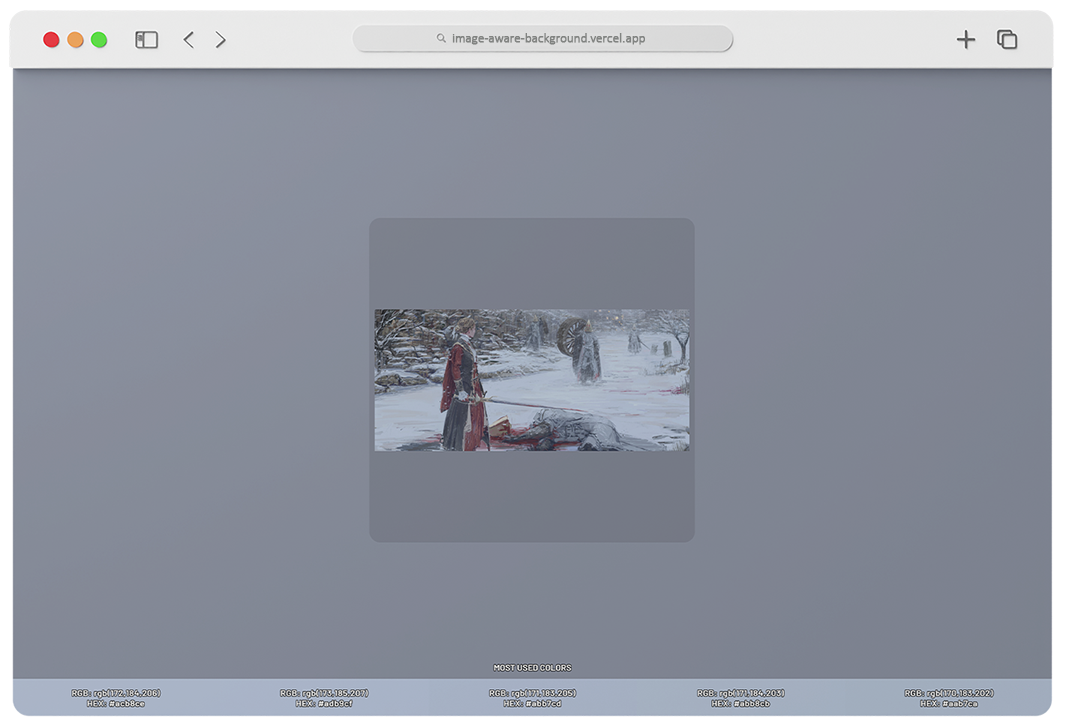 image-aware-background.vercel.app
MOST USED COLORS
RGB: rgb(172,184,206)
HEX: #acb8ce
RGB: rgb(173,185,207)
HEX: #adb9cf
RGB: rgb(171,183,205)
HEX: #abb7cd
RGB: rgb(171,184,203)
HEX: #abb8cb
RGB: rgb(170,183,202)
HEX: #aab7ca